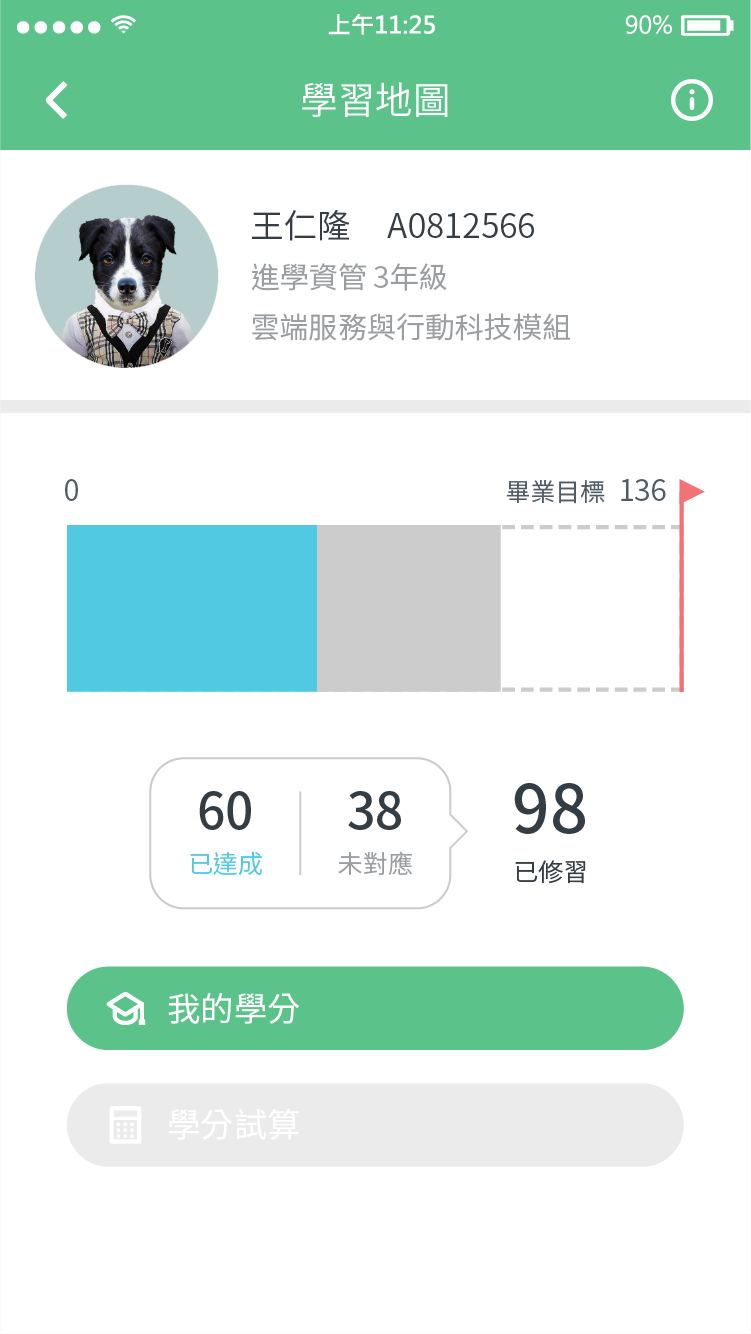 上午11:25 90%
學習地圖
王仁隆 A0812566
進學資管 3年級
雲端服務與行動科技模組
0 畢業目標 136
60 38 98
已達成 未對應 已修習
我的學分
學分試算